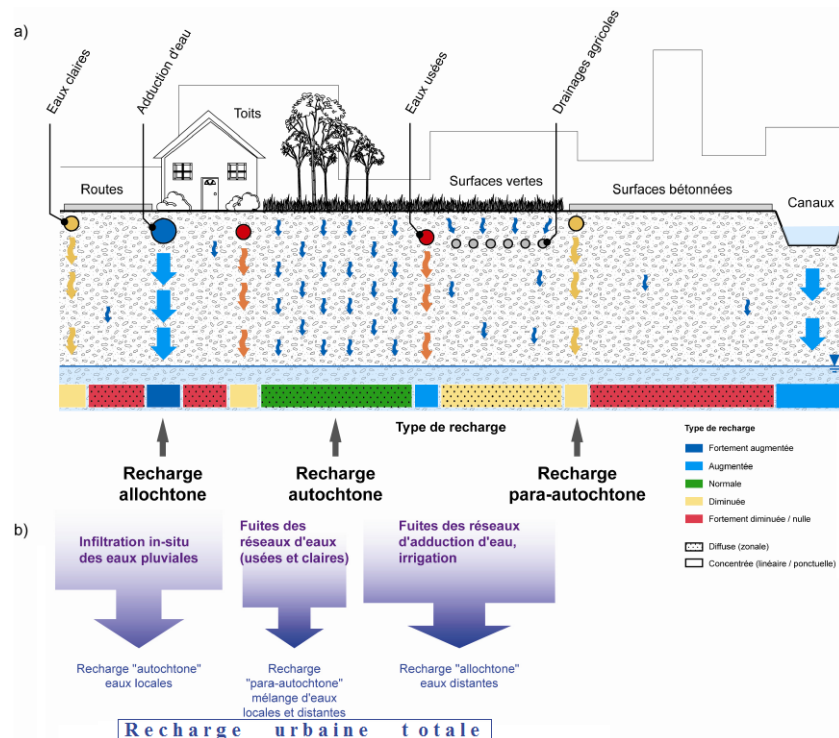 a)
Eaux claires
Adduction d'eau
Toits
Eaux usées
Drainages agricoles
Routes
Surfaces vertes
Surfaces bétonnées
Canaux
Type de recharge
Recharge
allochtone
Recharge
autochtone
Recharge
para-autochtone
Type de recharge
Fortement augmentée
Augmentée
Normale
Diminuée
Fortement diminuée / nulle
Diffuse (zonale)
Concentrée (linéaire / ponctuelle)
b)
Infiltration in-situ
des eaux pluviales
Fuites des
réseaux d'eaux
(usées et claires)
Fuites des réseaux
d'adduction d'eau,
irrigation
Recharge "autochtone"
eaux locales
Recharge
"para-autochtone"
mélange d'eaux
locales et distantes
Recharge "allochtone"
eaux distantes
Recharge urbaine totale